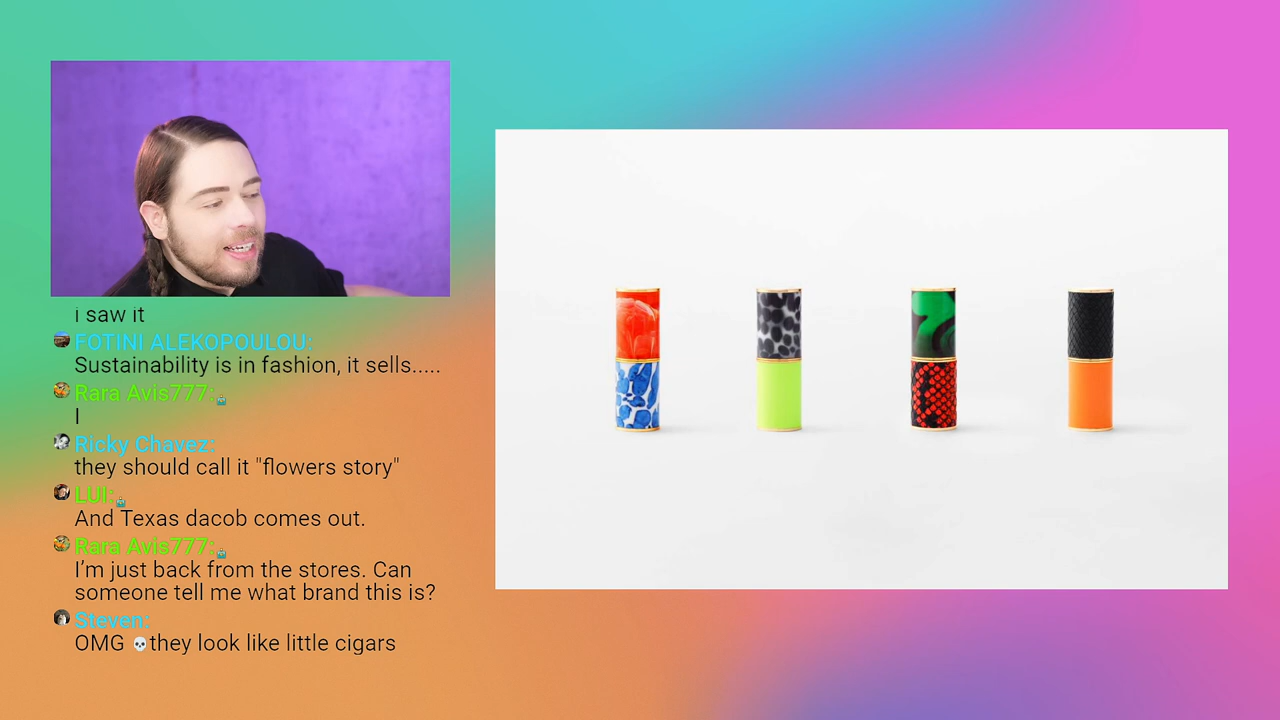 i saw it
FOTINI ALEKOPOULOU:
Sustainability is in fashion, it sells.....
Rara Avis777:
I
Ricky Chavez:
they should call it "flowers story"
LUI:
And Texas dacob comes out.
Rara Avis777:
I’m just back from the stores. Can
someone tell me what brand this is?
Steven:
OMG 💀they look like little cigars